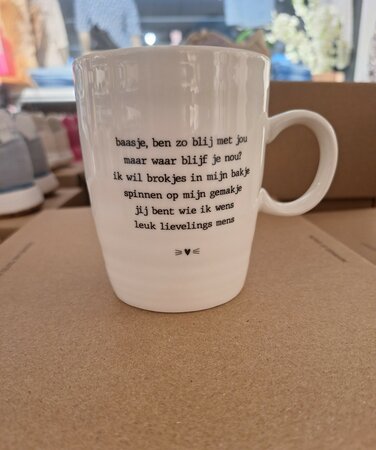 baasje, ben zo blij met jou
maar waar blijf je nou?
ik wil brokjes in mijn bakje
spinnen op mijn gemakje
jij bent wie ik wens
leuk lievelings mens